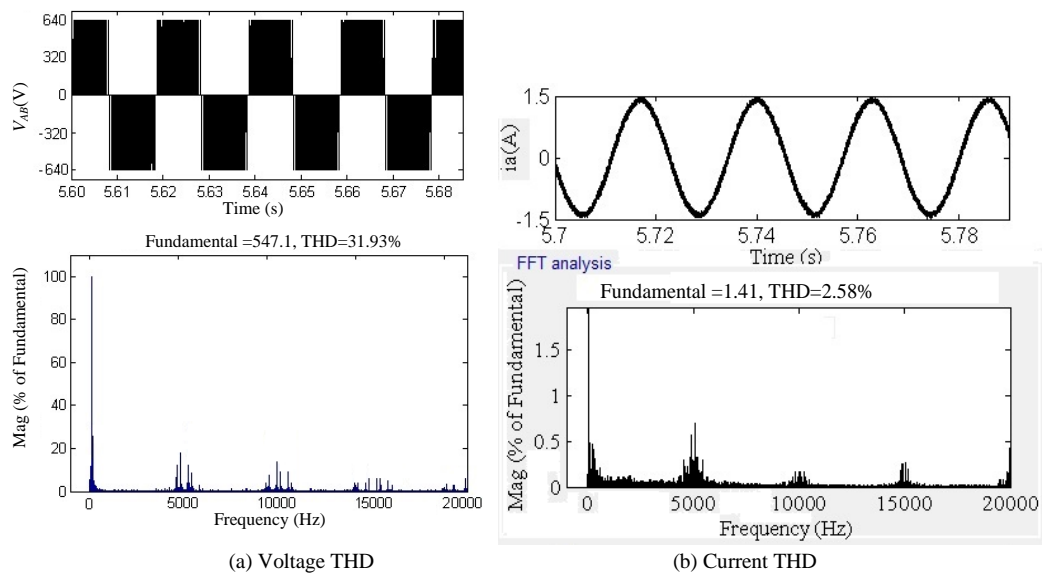 640
320
0
-320
-640
V_AB(V)
5.60 5.61 5.62 5.63 5.64 5.65 5.66 5.67 5.68
Time (s)
Fundamental =547.1, THD=31.93%
100
80
60
40
20
0
Mag (% of Fundamental)
0 5000 10000 15000 20000
Frequency (Hz)
(a) Voltage THD
1.5
0
-1.5
ia(A)
5.7 5.72 5.74 5.76 5.78
Time (s)
FFT analysis
Fundamental =1.41, THD=2.58%
1.5
1
0.5
0
Mag (% of Fundamental)
0 5000 10000 15000 20000
Frequency (Hz)
(b) Current THD